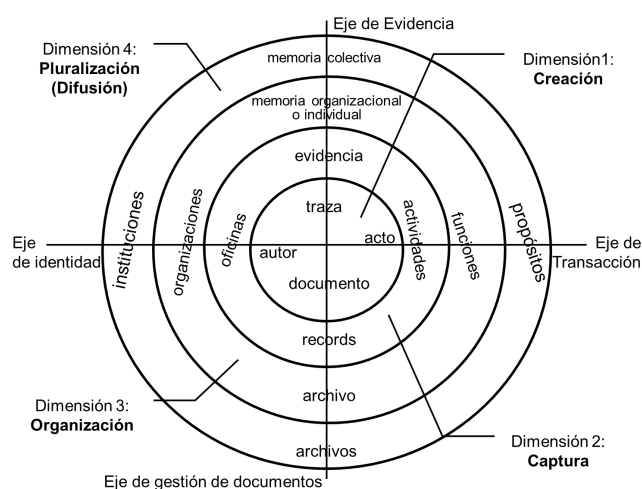 Eje de Evidencia
Dimensión 4:
Pluralización
(Difusión)
Dimensión1:
Creación
memoria colectiva
memoria organizacional
o individual
evidencia
traza
Eje
de identidad
instituciones
organizaciones
oficinas
autor
acto
actividades
funciones
propósitos
Eje de
Transacción
documento
records
archivo
archivos
Dimensión 3:
Organización
Dimensión 2:
Captura
Eje de gestión de documentos